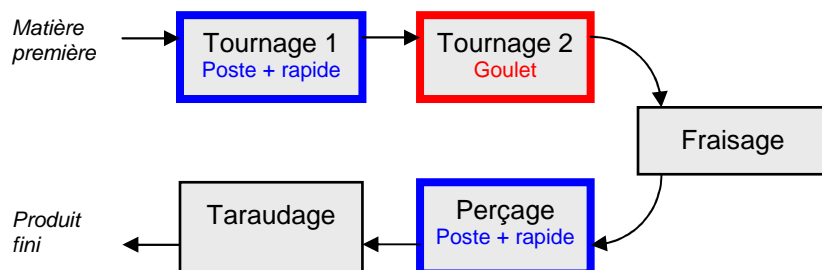 Matière
première
Tournage 1
Poste + rapide
Tournage 2
Goulet
Fraisage
Perçage
Poste + rapide
Taraudage
Produit
fini